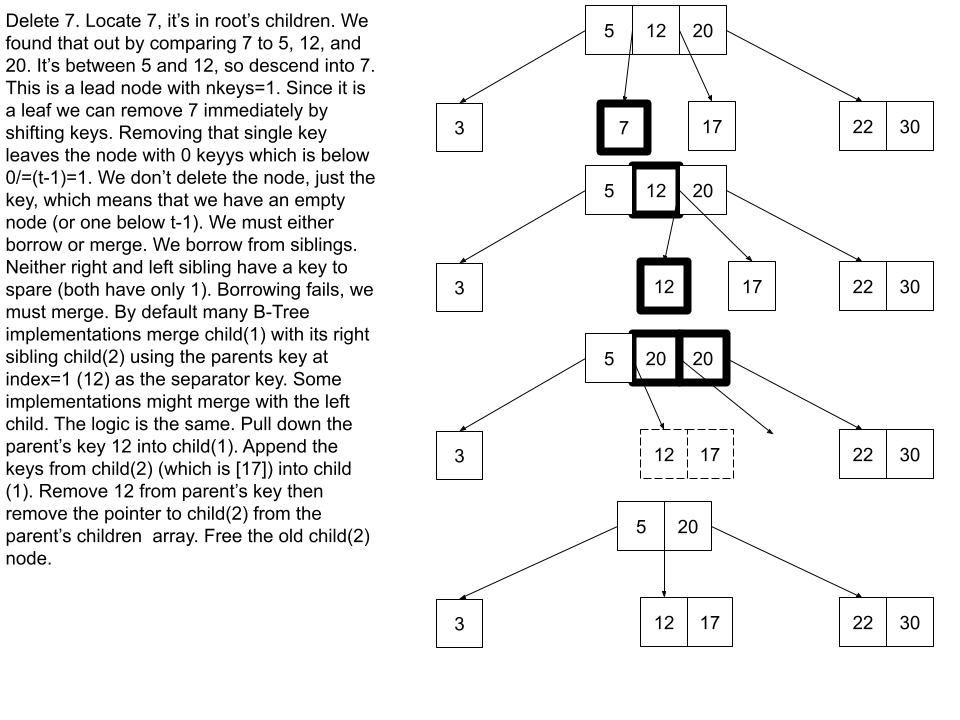 Delete 7. Locate 7, it’s in root’s children. We
found that out by comparing 7 to 5, 12, and
20. It’s between 5 and 12, so descend into 7.
This is a lead node with nkeys=1. Since it is
a leaf we can remove 7 immediately by
shifting keys. Removing that single key
leaves the node with 0 keyys which is below
0/=(t-1)=1. We don’t delete the node, just the
key, which means that we have an empty
node (or one below t-1). We must either
borrow or merge. We borrow from siblings.
Neither right and left sibling have a key to
spare (both have only 1). Borrowing fails, we
must merge. By default many B-Tree
implementations merge child(1) with its right
sibling child(2) using the parents key at
index=1 (12) as the separator key. Some
implementations might merge with the left
child. The logic is the same. Pull down the
parent’s key 12 into child(1). Append the
keys from child(2) (which is [17]) into child
(1). Remove 12 from parent’s key then
remove the pointer to child(2) from the
parent’s children  array. Free the old child(2)
node.
5 12 20
3 7 17 22 30
5 12 20
3 12 17 22 30
5 20 20
3 12 17 22 30
5 20
3 12 17 22 30